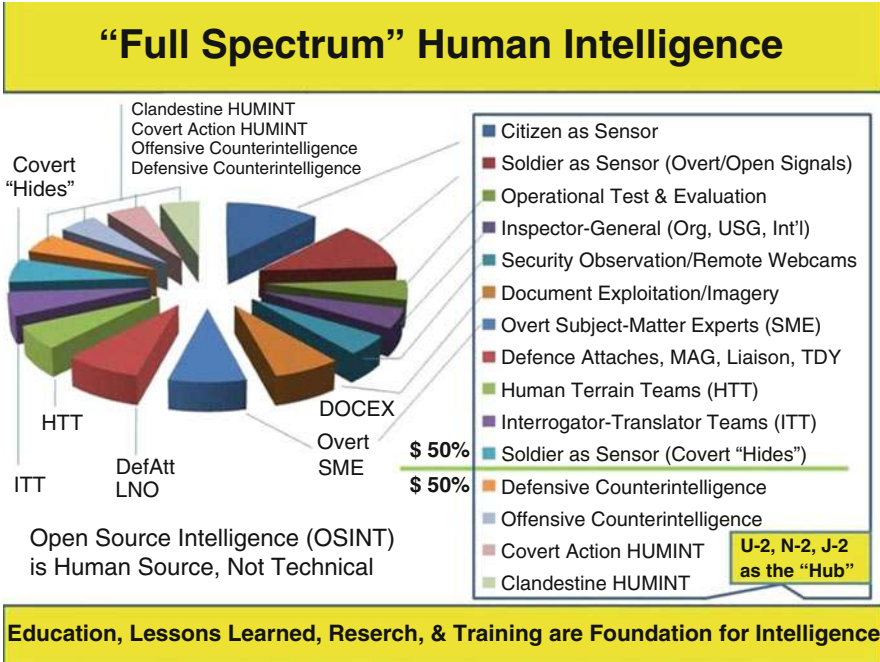 “Full Spectrum” Human Intelligence
Clandestine HUMINT
Covert Action HUMINT
Offensive Counterintelligence
Defensive Counterintelligence
Covert
“Hides”
HTT
ITT
DefAtt
LNO
DOCEX
Overt
SME
Citizen as Sensor
Soldier as Sensor (Overt/Open Signals)
Operational Test & Evaluation
Inspector-General (Org, USG, Int’l)
Security Observation/Remote Webcams
Document Exploitation/Imagery
Overt Subject-Matter Experts (SME)
Defence Attaches, MAG, Liaison, TDY
Human Terrain Teams (HTT)
Interrogator-Translator Teams (ITT)
$ 50% Soldier as Sensor (Covert “Hides”)
$ 50% Defensive Counterintelligence
Offensive Counterintelligence
Covert Action HUMINT
Clandestine HUMINT
U-2, N-2, J-2
as the “Hub”
Open Source Intelligence (OSINT)
is Human Source, Not Technical
Education, Lessons Learned, Reserch, & Training are Foundation for Intelligence